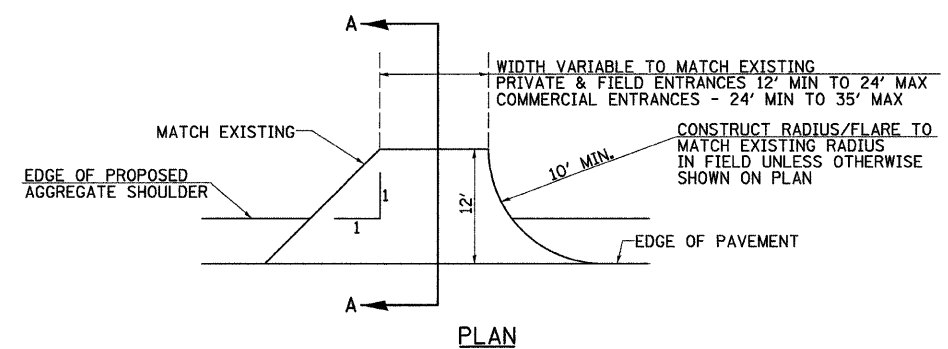 A
WIDTH VARIABLE TO MATCH EXISTING
PRIVATE & FIELD ENTRANCES 12' MIN TO 24' MAX
COMMERCIAL ENTRANCES - 24' MIN TO 35' MAX
MATCH EXISTING
CONSTRUCT RADIUS/FLARE TO
MATCH EXISTING RADIUS
IN FIELD UNLESS OTHERWISE
SHOWN ON PLAN
10' MIN.
EDGE OF PROPOSED
AGGREGATE SHOULDER
1
1
12'
EDGE OF PAVEMENT
A
PLAN